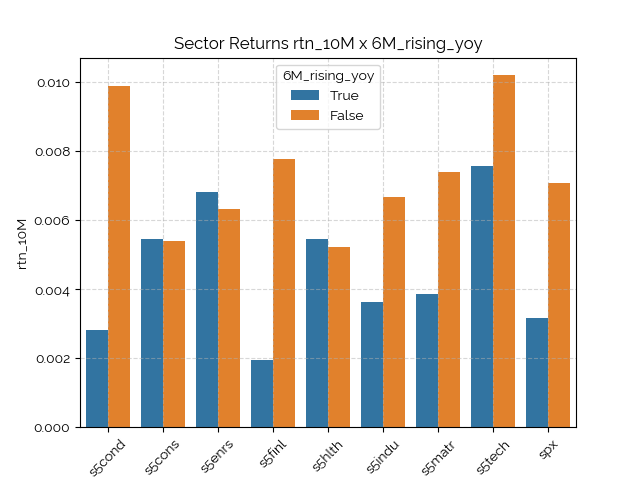 Sector Returns rtn_10M x 6M_rising_yoy
6M_rising_yoy
True
False
rtn_10M
0.010
0.008
0.006
0.004
0.002
0.000
s5cond
s5cons
s5enrs
s5finl
s5hlth
s5indu
s5matr
s5tech
spx